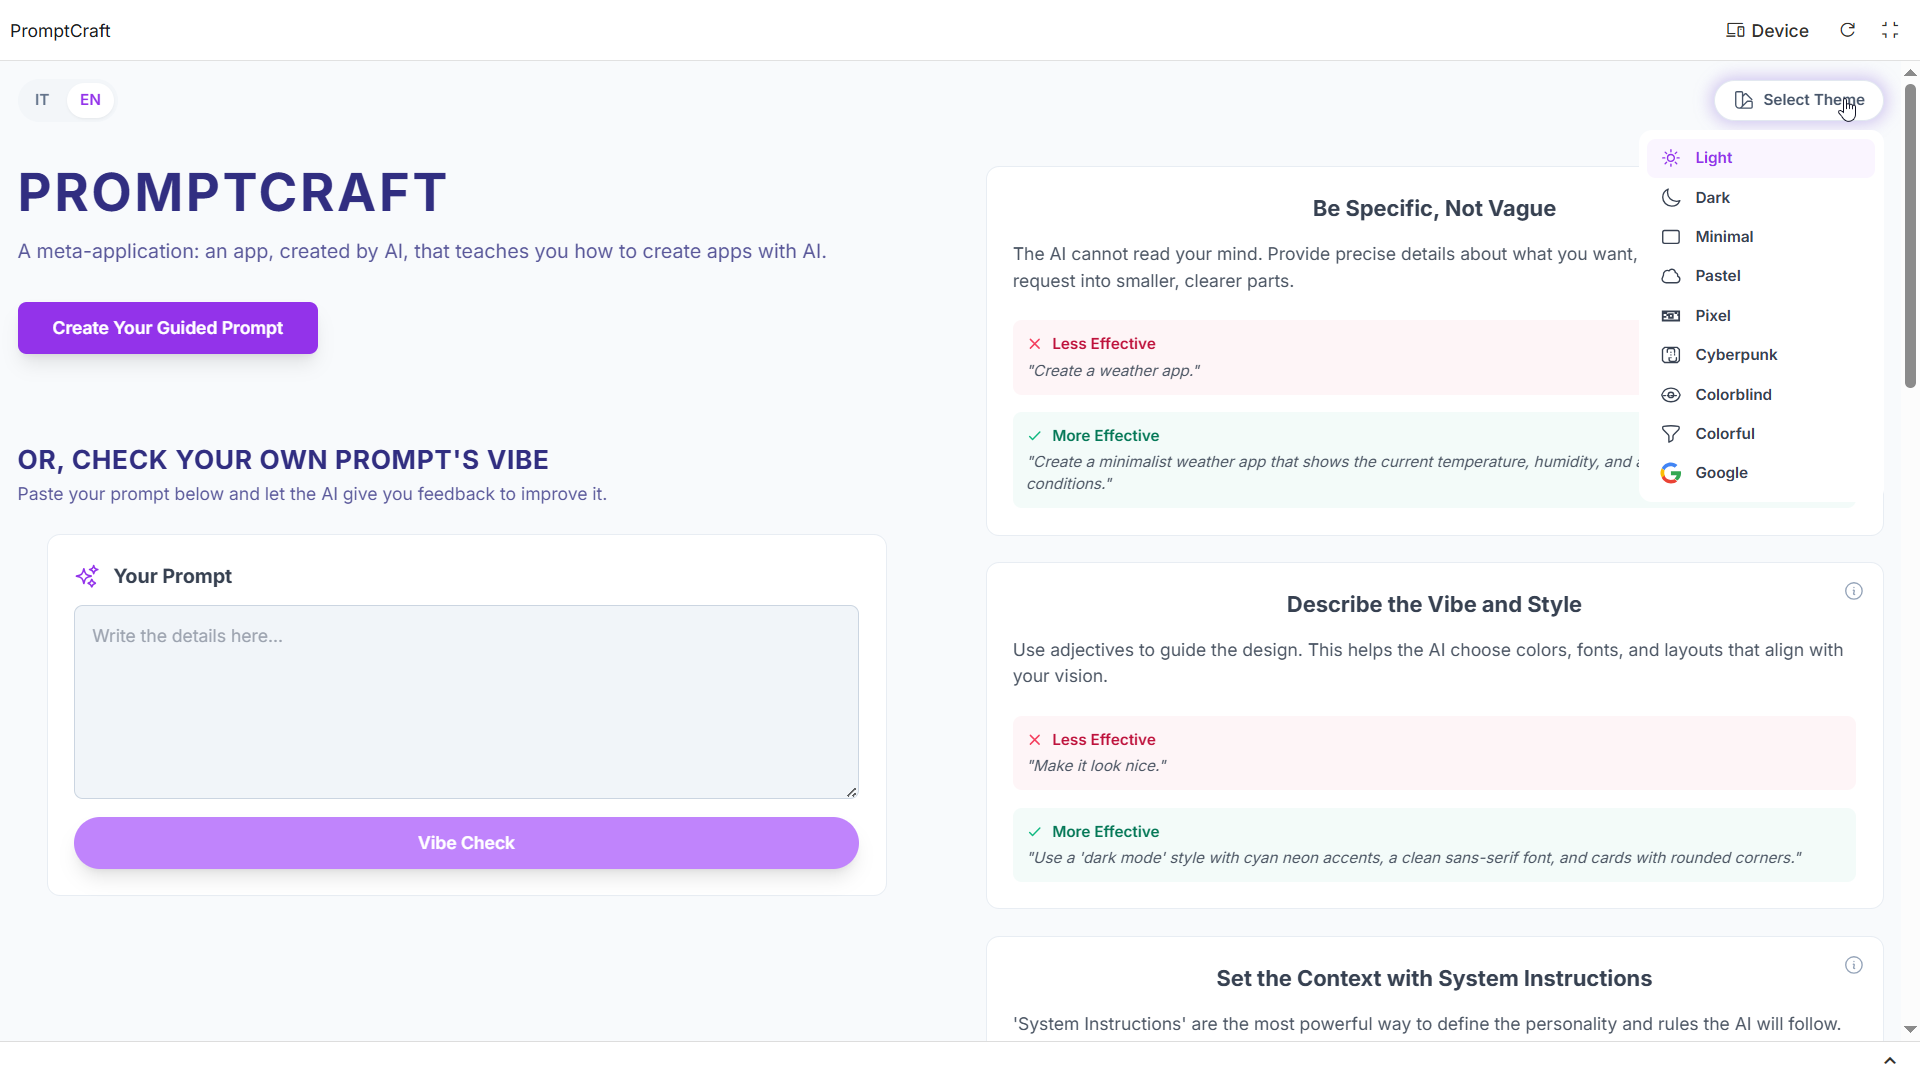 PromptCraft
Device
IT
EN
Select Theme
PROMPTCRAFT
A meta-application: an app, created by AI, that teaches you how to create apps with AI.
Create Your Guided Prompt
OR, CHECK YOUR OWN PROMPT'S VIBE
Paste your prompt below and let the AI give you feedback to improve it.
Your Prompt
Write the details here...
Vibe Check
Light
Dark
Minimal
Pastel
Pixel
Cyberpunk
Colorblind
Colorful
Google
Be Specific, Not Vague
The AI cannot read your mind. Provide precise details about what you want,
request into smaller, clearer parts.
Less Effective
"Create a weather app."
More Effective
"Create a minimalist weather app that shows the current temperature, humidity, and
conditions."
Describe the Vibe and Style
Use adjectives to guide the design. This helps the AI choose colors, fonts, and layouts that align with
your vision.
Less Effective
"Make it look nice."
More Effective
"Use a 'dark mode' style with cyan neon accents, a clean sans-serif font, and cards with rounded corners."
Set the Context with System Instructions
'System Instructions' are the most powerful way to define the personality and rules the AI will follow.